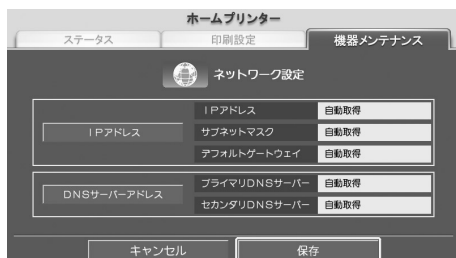 ホームプリンター
ステータス 印刷設定 機器メンテナンス
ネットワーク設定
IPアドレス
IPアドレス 自動取得
サブネットマスク 自動取得
デフォルトゲートウェイ 自動取得
DNSサーバーアドレス
プライマリDNSサーバー 自動取得
セカンダリDNSサーバー 自動取得
キャンセル 保存